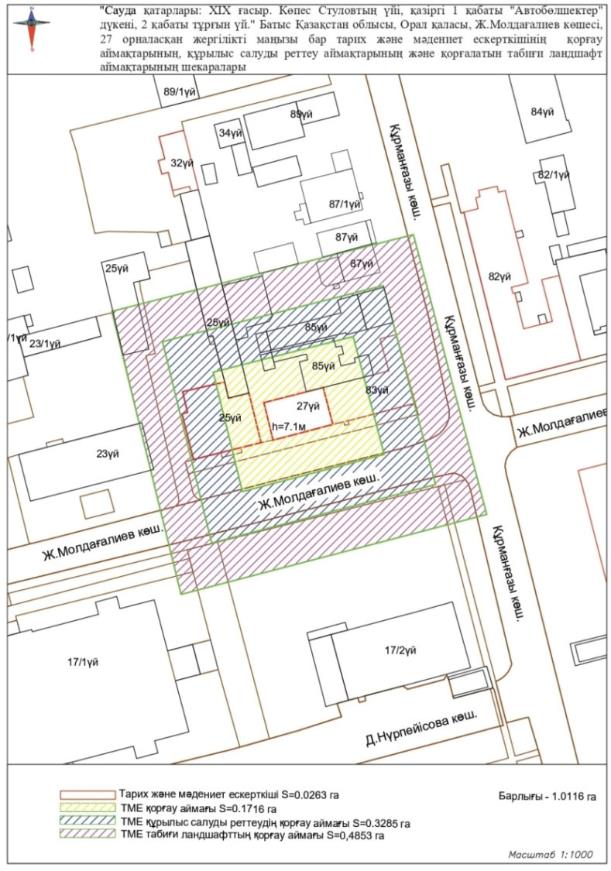 "Сауда қатарлары: XIX ғасыр. Көпес Стуловтың үйі, қазіргі 1 қабаты "Автобөлшектер"
дүкені, 2 қабаты тұрғын үй." Батыс Қазақстан облысы, Орал қаласы, Ж.Молдағалиев көшесі,
27 орналасқан жергілікті маңызы бар тарих және мәдениет ескерткішінің қорғау
аймақтарының, құрылыс салуды реттеу аймақтарының және қорғалатын табиғи ландшафт
аймақтарының шекаралары
89/1үй
89үй
84үй
34үй
32үй
Құрманғазы көш.
82/1үй
87/1үй
87үй
25үй
87үй
82үй
25үй
85үй
/1үй
23/1үй
Құрманғазы көш.
85үй
83үй
27үй
25үй
h=7.1м
Ж.Молдағалиев
23үй
Ж.Молдағалиев көш.
Ж.Молдағалиев көш.
Құрманғазы көш.
17/1үй
17/2үй
Д.Нұрпейісова көш.
Тарих және мәдениет ескерткіші S=0.0263 га
Барлығы - 1.0116 га
ТМЕ қорғау аймағы S=0.1716 га
ТМЕ құрылыс салуды реттеудің қорғау аймағы S=0.3285 га
ТМЕ табиғи ландшафттың қорғау аймағы S=0,4853 га
Масштаб 1:1000